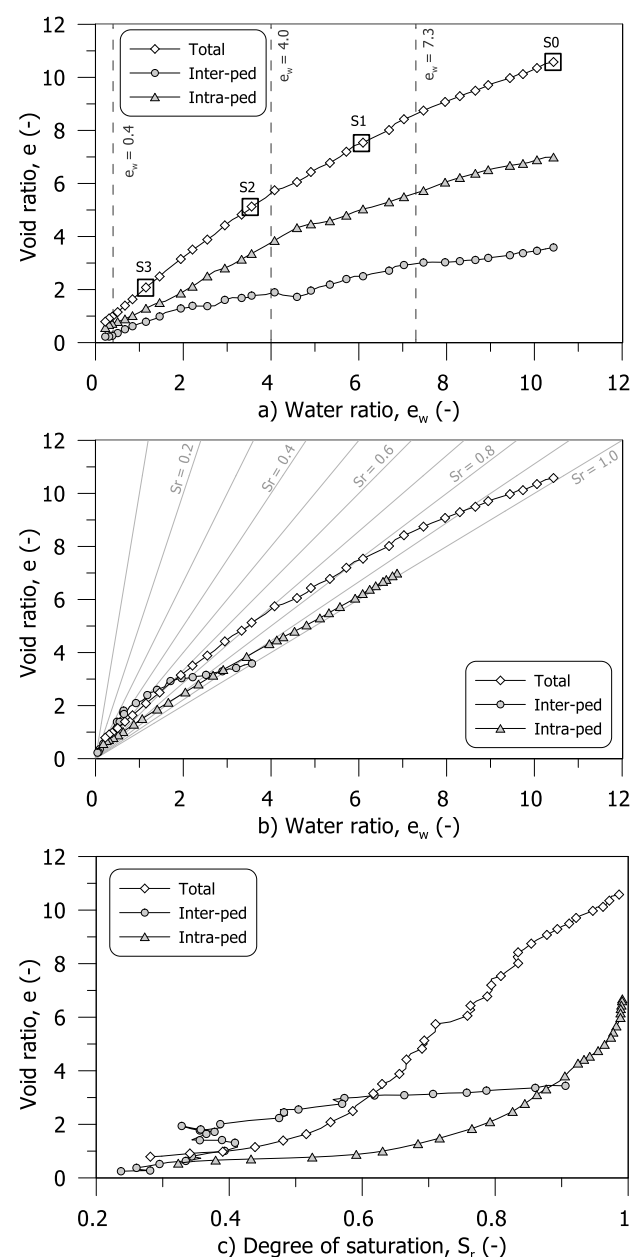 12
10
8
6
4
2
0
Void ratio, e (-)
Total
Inter-ped
Intra-ped
e_w = 0.4
e_w = 4.0
e_w = 7.3
S0
S1
S2
S3
0 2 4 6 8 10 12
a) Water ratio, e_w (-)
12
10
8
6
4
2
0
Void ratio, e (-)
Sr = 0.2
Sr = 0.4
Sr = 0.6
Sr = 0.8
Sr = 1.0
Total
Inter-ped
Intra-ped
0 2 4 6 8 10 12
b) Water ratio, e_w (-)
12
10
8
6
4
2
0
Void ratio, e (-)
Total
Inter-ped
Intra-ped
0.2 0.4 0.6 0.8 1
c) Degree of saturation, S_r (-)